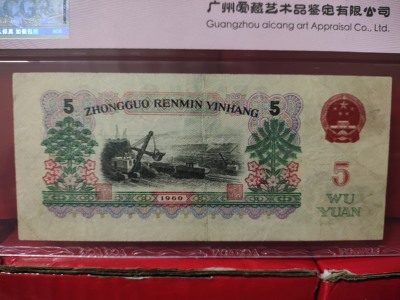 广州爱藏艺术品鉴定有限公司
Guangzhou aicang art Appraisal Co., Ltd.
5
ZHONGGUO RENMIN YINHANG
5
5
WU
YUAN
1960